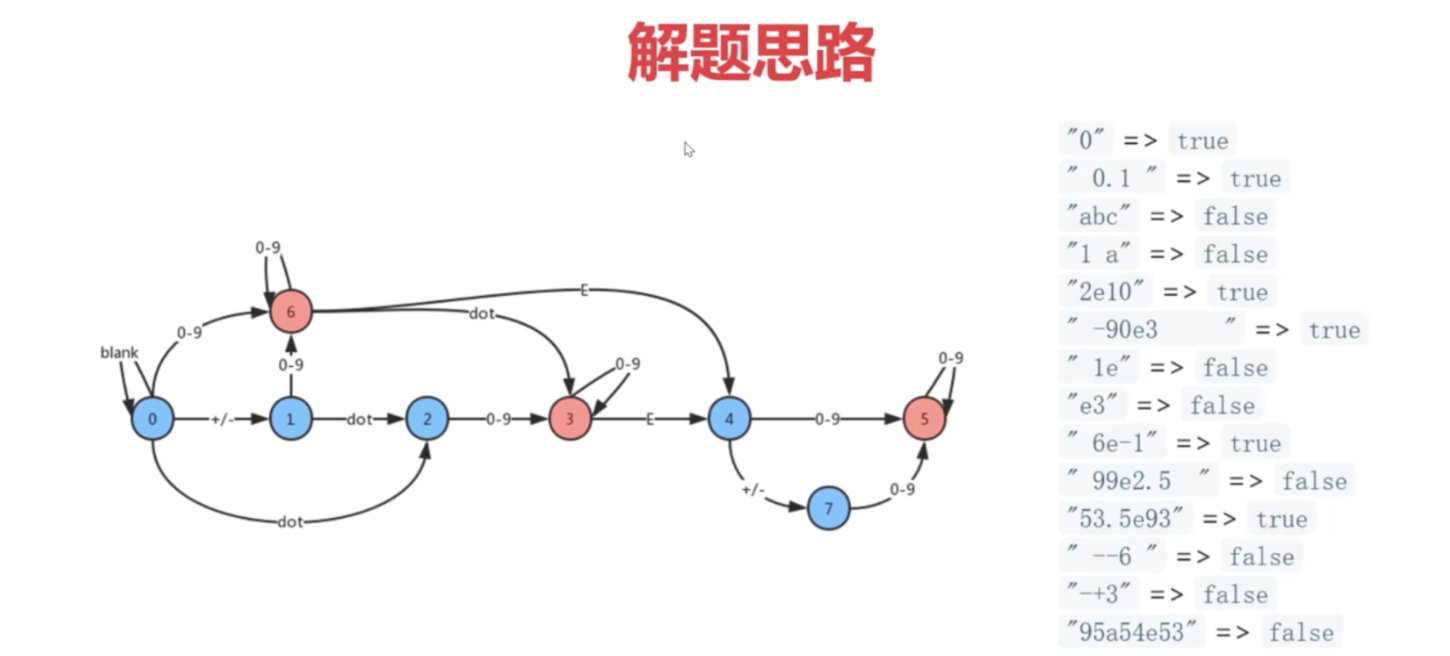 解题思路
"0" => true
" 0.1 " => true
"abc" => false
"1 a" => false
"2e10" => true
" -90e3      " => true
" 1e" => false
"e3" => false
" 6e-1" => true
" 99e2.5   " => false
"53.5e93" => true
" --6 " => false
"-+3" => false
"95a54e53" => false
0-9
6
E
dot
0-9
blank
0-9
0-9
0-9
0
+/-
1
dot
2
0-9
3
E
4
0-9
5
+/-
7
0-9
dot